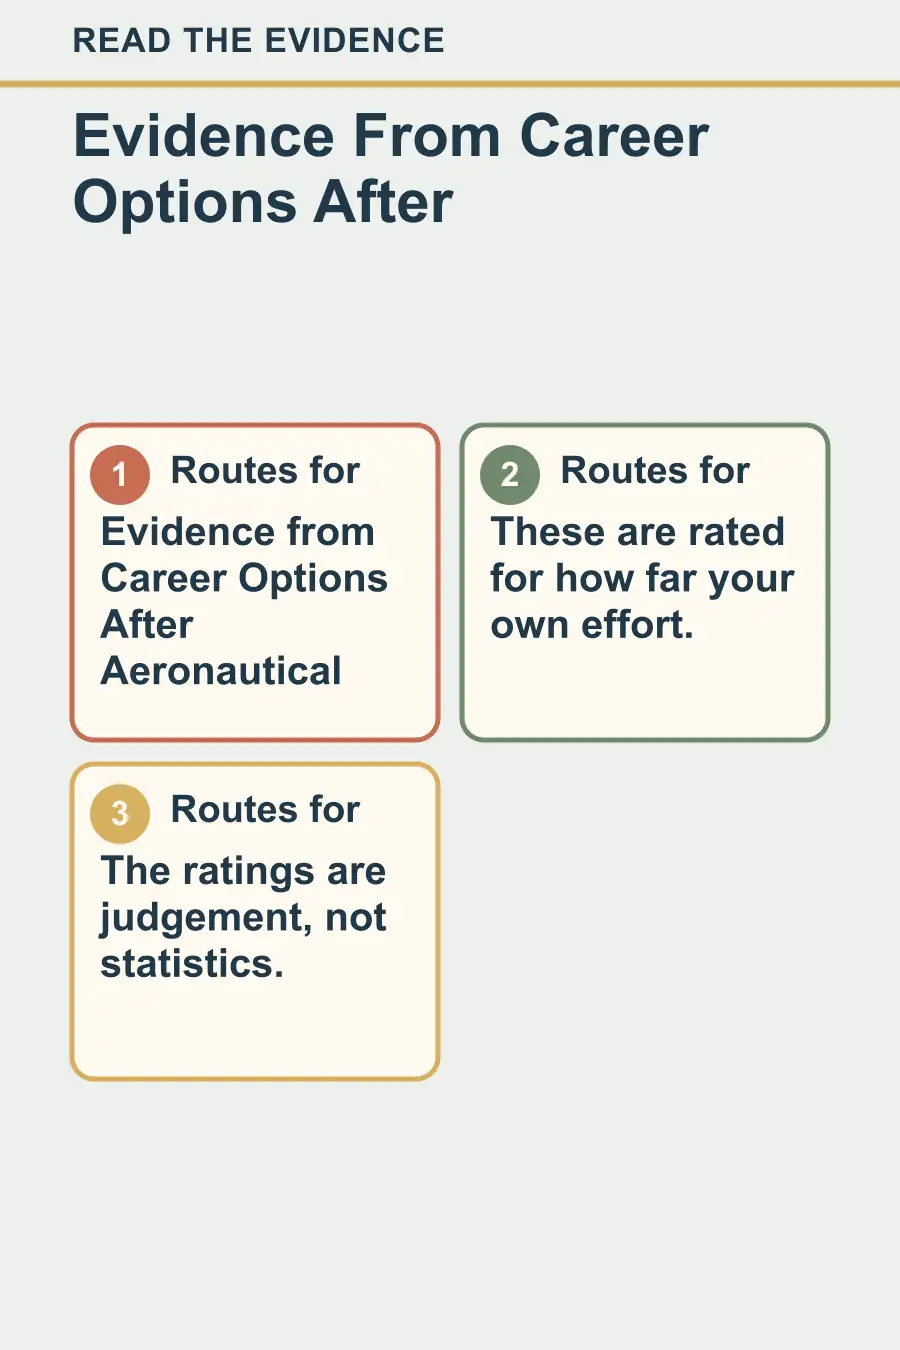 READ THE EVIDENCE
Evidence From Career
Options After
1 Routes for
Evidence from
Career Options
After
Aeronautical
2 Routes for
These are rated
for how far your
own effort.
3 Routes for
The ratings are
judgement, not
statistics.